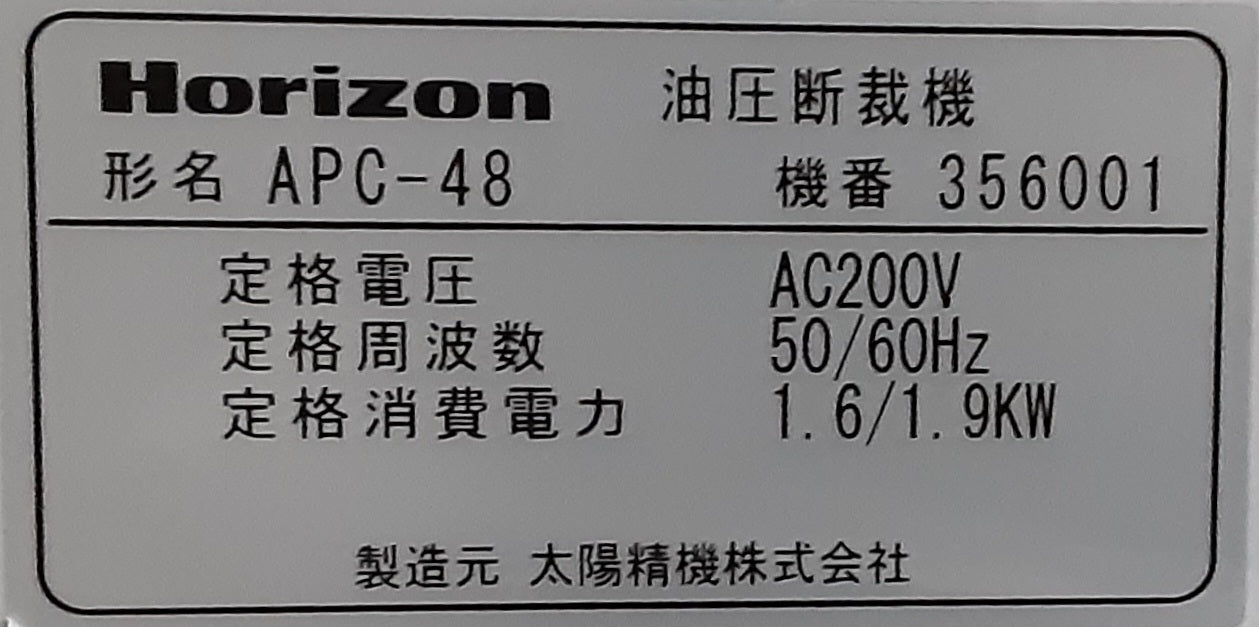 Horizon 油圧断裁機
形名 APC-48 機番 356001
定格電圧 AC200V
定格周波数 50/60Hz
定格消費電力 1.6/1.9KW
製造元 太陽精機株式会社